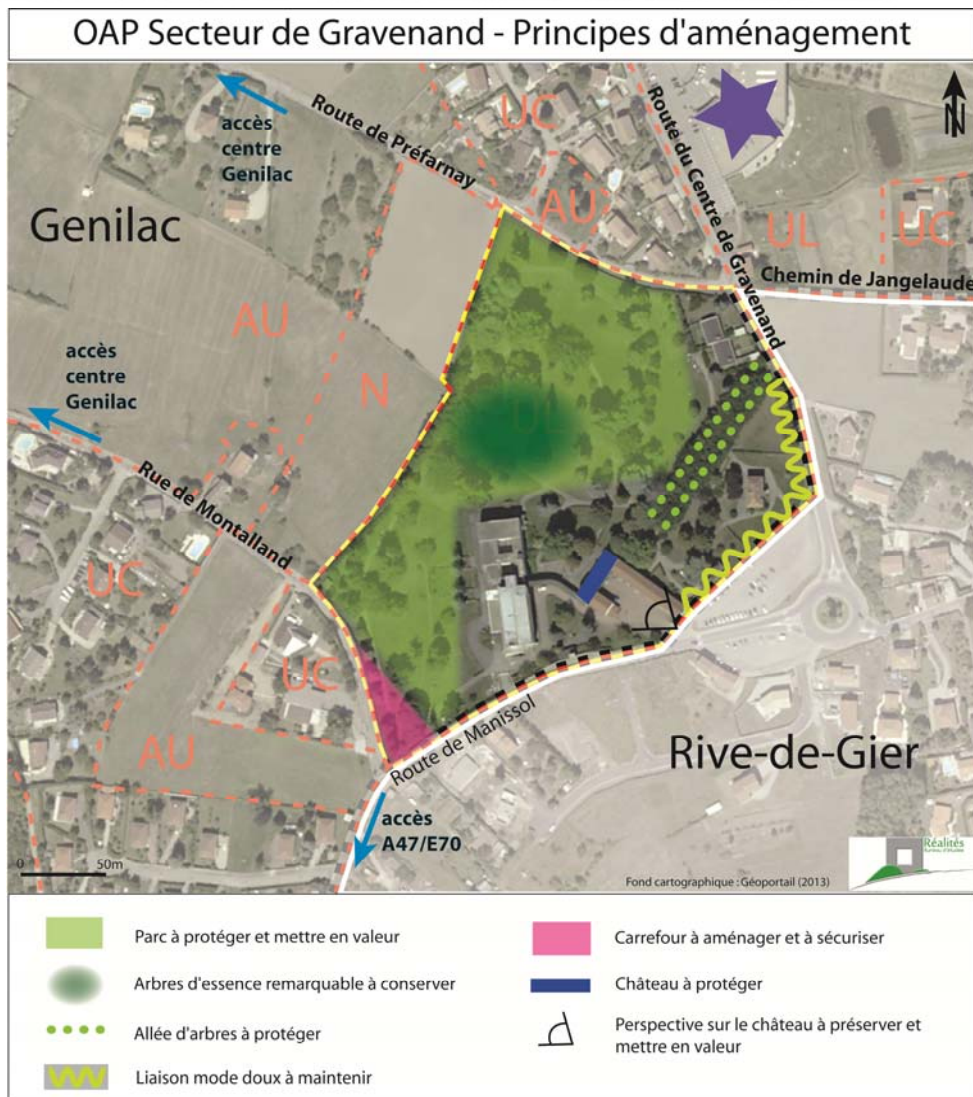 OAP Secteur de Gravenand - Principes d'aménagement
N
accès
centre
Genilac
Route de Préfarnay
UC
Route du Centre de Gravenand
Genilac
AU
UL
UC
Chemin de Jangelaude
AU
accès
centre
Genilac
N
Rue de Montalland
UC
UC
AU
Route de Manissol
Rive-de-Gier
accès
A47/E70
0 50m
Réalités
Bureau d'études
Fond cartographique : Géoportail (2013)
Parc à protéger et mettre en valeur
Carrefour à aménager et à sécuriser
Arbres d'essence remarquable à conserver
Château à protéger
Allée d'arbres à protéger
Perspective sur le château à préserver et
mettre en valeur
Liaison mode doux à maintenir